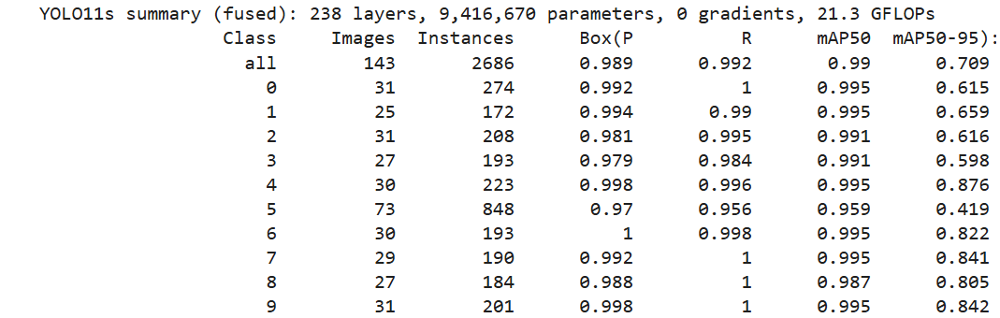 YOLO11s summary (fused): 238 layers, 9,416,670 parameters, 0 gradients, 21.3 GFLOPs
Class Images Instances Box(P R mAP50 mAP50-95):
all 143 2686 0.989 0.992 0.99 0.709
0 31 274 0.992 1 0.995 0.615
1 25 172 0.994 0.99 0.995 0.659
2 31 208 0.981 0.995 0.991 0.616
3 27 193 0.979 0.984 0.991 0.598
4 30 223 0.998 0.996 0.995 0.876
5 73 848 0.97 0.956 0.959 0.419
6 30 193 1 0.998 0.995 0.822
7 29 190 0.992 1 0.995 0.841
8 27 184 0.988 1 0.987 0.805
9 31 201 0.998 1 0.995 0.842